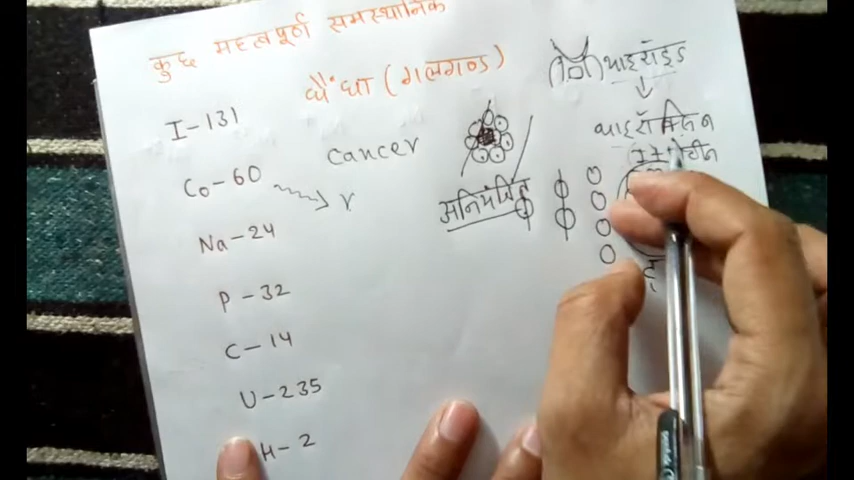 कुछ महत्वपूर्ण समस्थानिक
घैंघा (गलगण्ड)
थाइरॉइड
I-131
थाइरॉक्सिन
Cancer
Co-60
γ
अनियंत्रित
Na-24
P-32
C-14
U-235
H-2